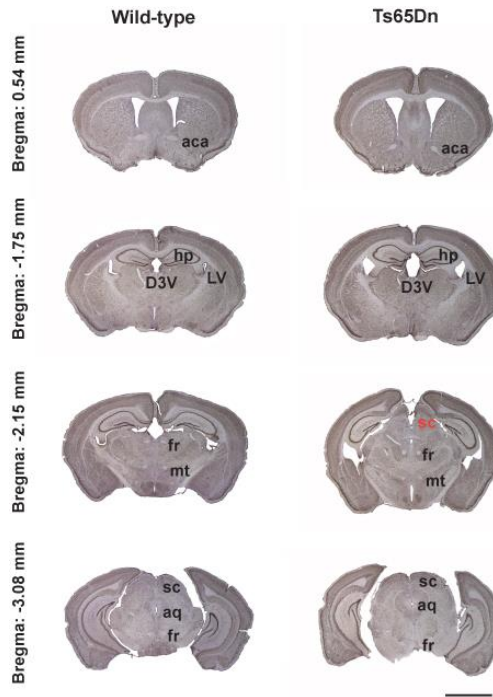 Wild-type Ts65Dn
Bregma: 0.54 mm
aca
aca
Bregma: -1.75 mm
hp
D3V
LV
hp
D3V
LV
Bregma: -2.15 mm
fr
mt
sc
fr
mt
Bregma: -3.08 mm
sc
aq
fr
sc
aq
fr